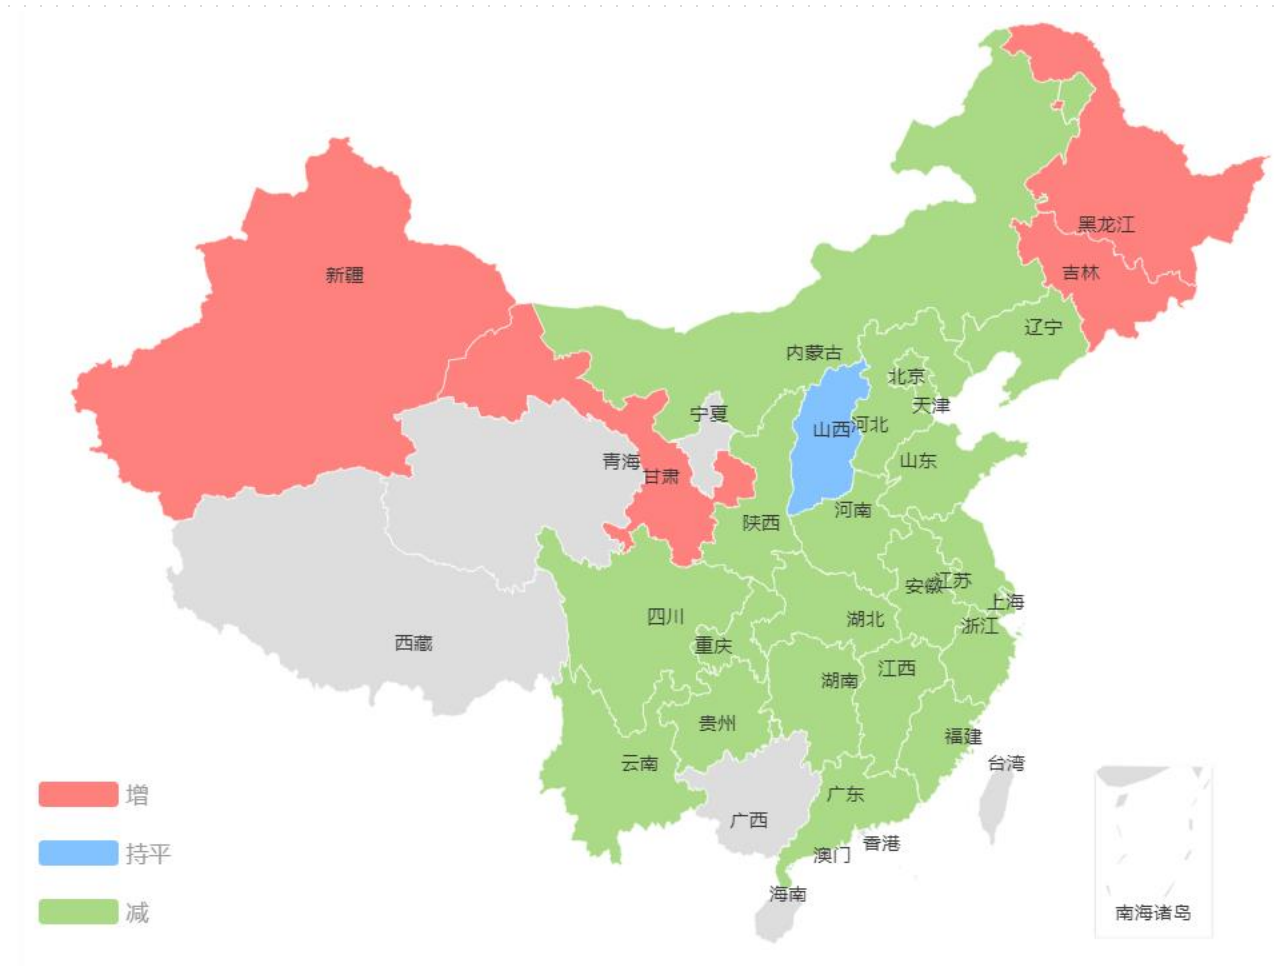 黑龙江
吉林
新疆
辽宁
内蒙古
北京
天津
宁夏
山西
河北
山东
青海
甘肃
河南
陕西
江苏
安徽
上海
四川
湖北
浙江
西藏
重庆
江西
湖南
贵州
福建
云南
台湾
广东
增
广西
香港
持平
澳门
海南
减
南海诸岛